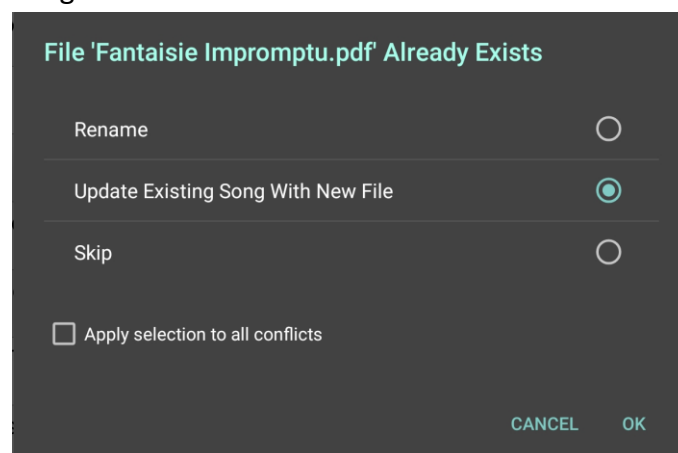 File 'Fantaisie Impromptu.pdf' Already Exists
Rename
Update Existing Song With New File
Skip
Apply selection to all conflicts
CANCEL OK